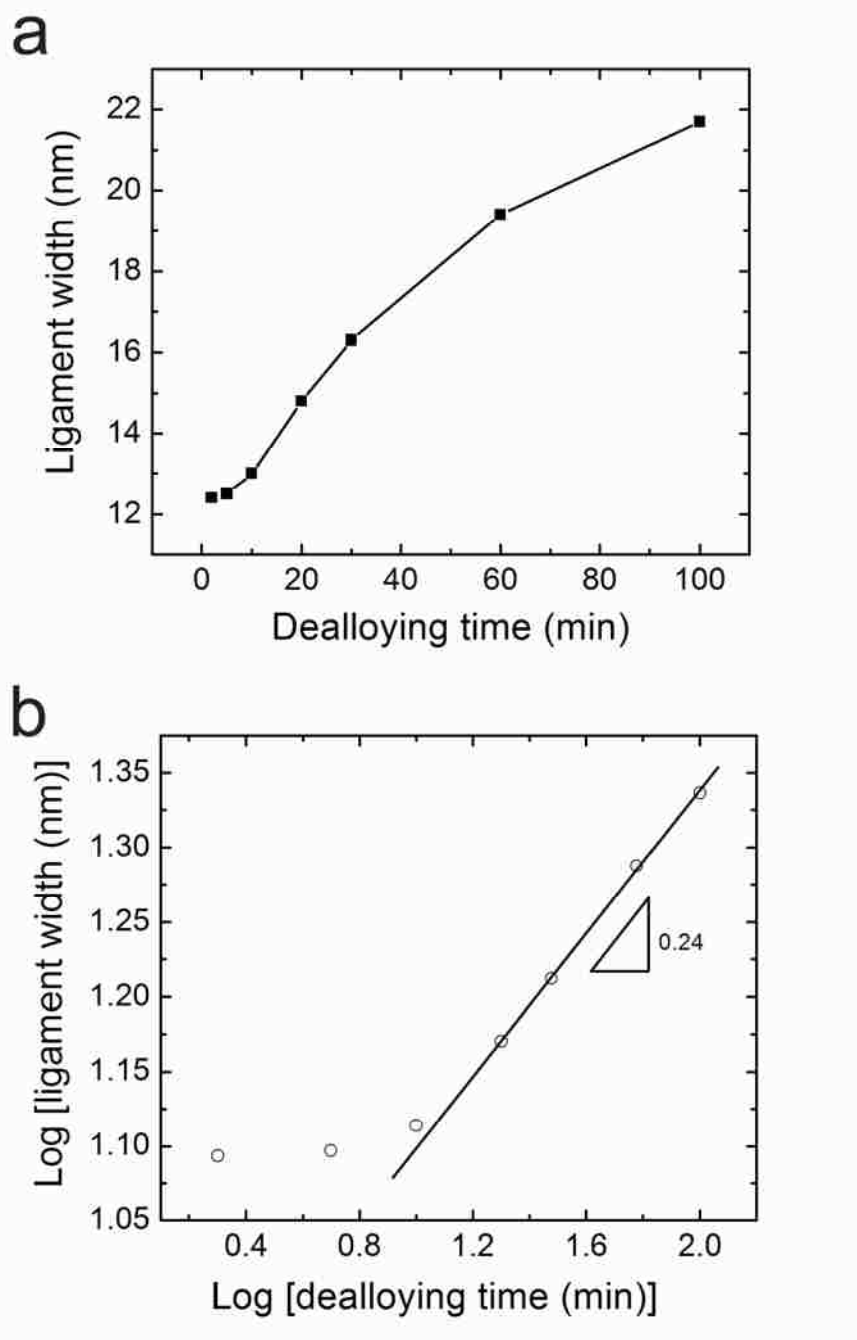 a
22
20
18
16
14
12
Ligament width (nm)
0 20 40 60 80 100
Dealloying time (min)
b
1.35
1.30
1.25
1.20
1.15
1.10
1.05
Log [ligament width (nm)]
0.24
0.4 0.8 1.2 1.6 2.0
Log [dealloying time (min)]